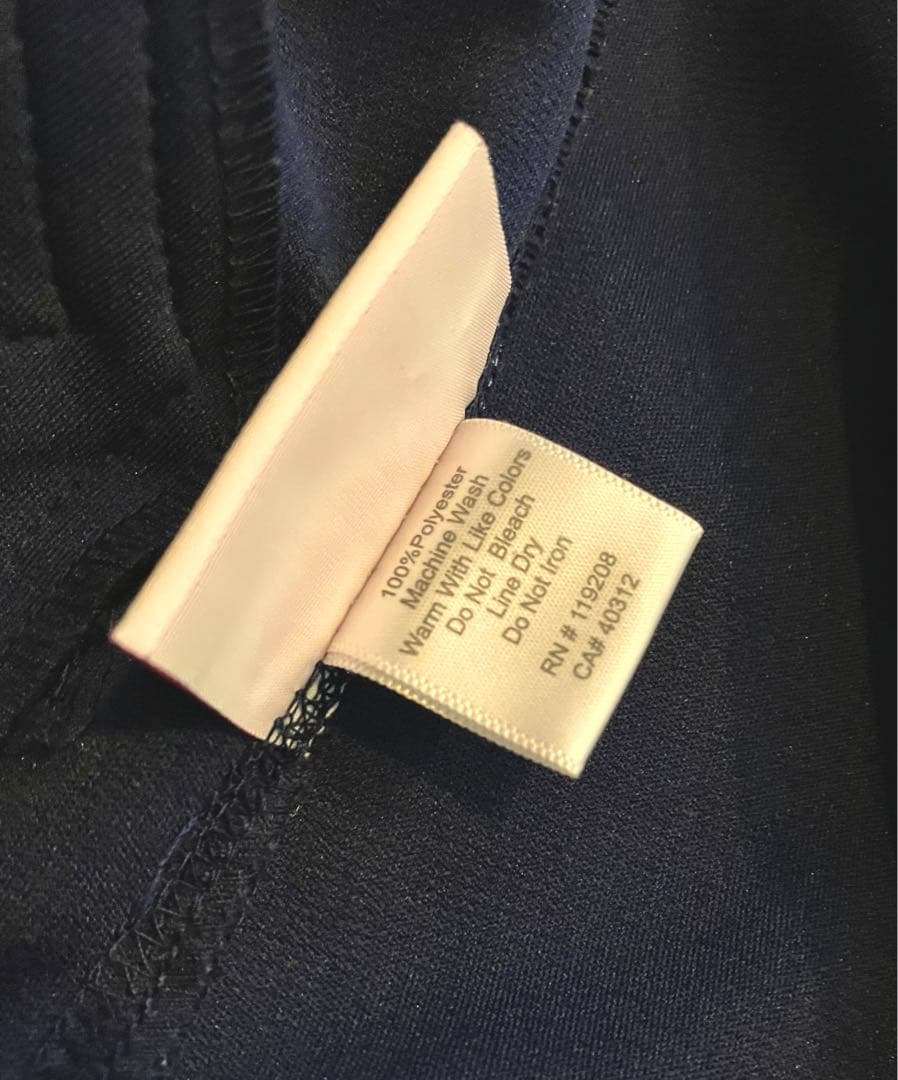 100%Polyester
Machine Wash
Warm With Like Colors
Do Not Bleach
Line Dry
Do Not Iron
RN # 119208
CA# 40312